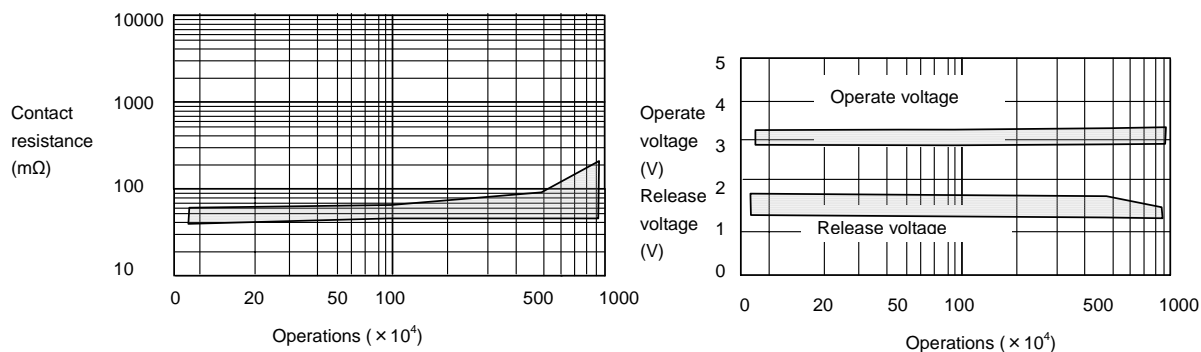 10000
1000
100
10
Contact
resistance
(mΩ)
0 20 50 100 500 1000
Operations ( × 10⁴)
5
4
3
2
1
0
Operate
voltage
(V)
Release
voltage
(V)
Operate voltage
Release voltage
0 20 50 100 500 1000
Operations ( × 10⁴)